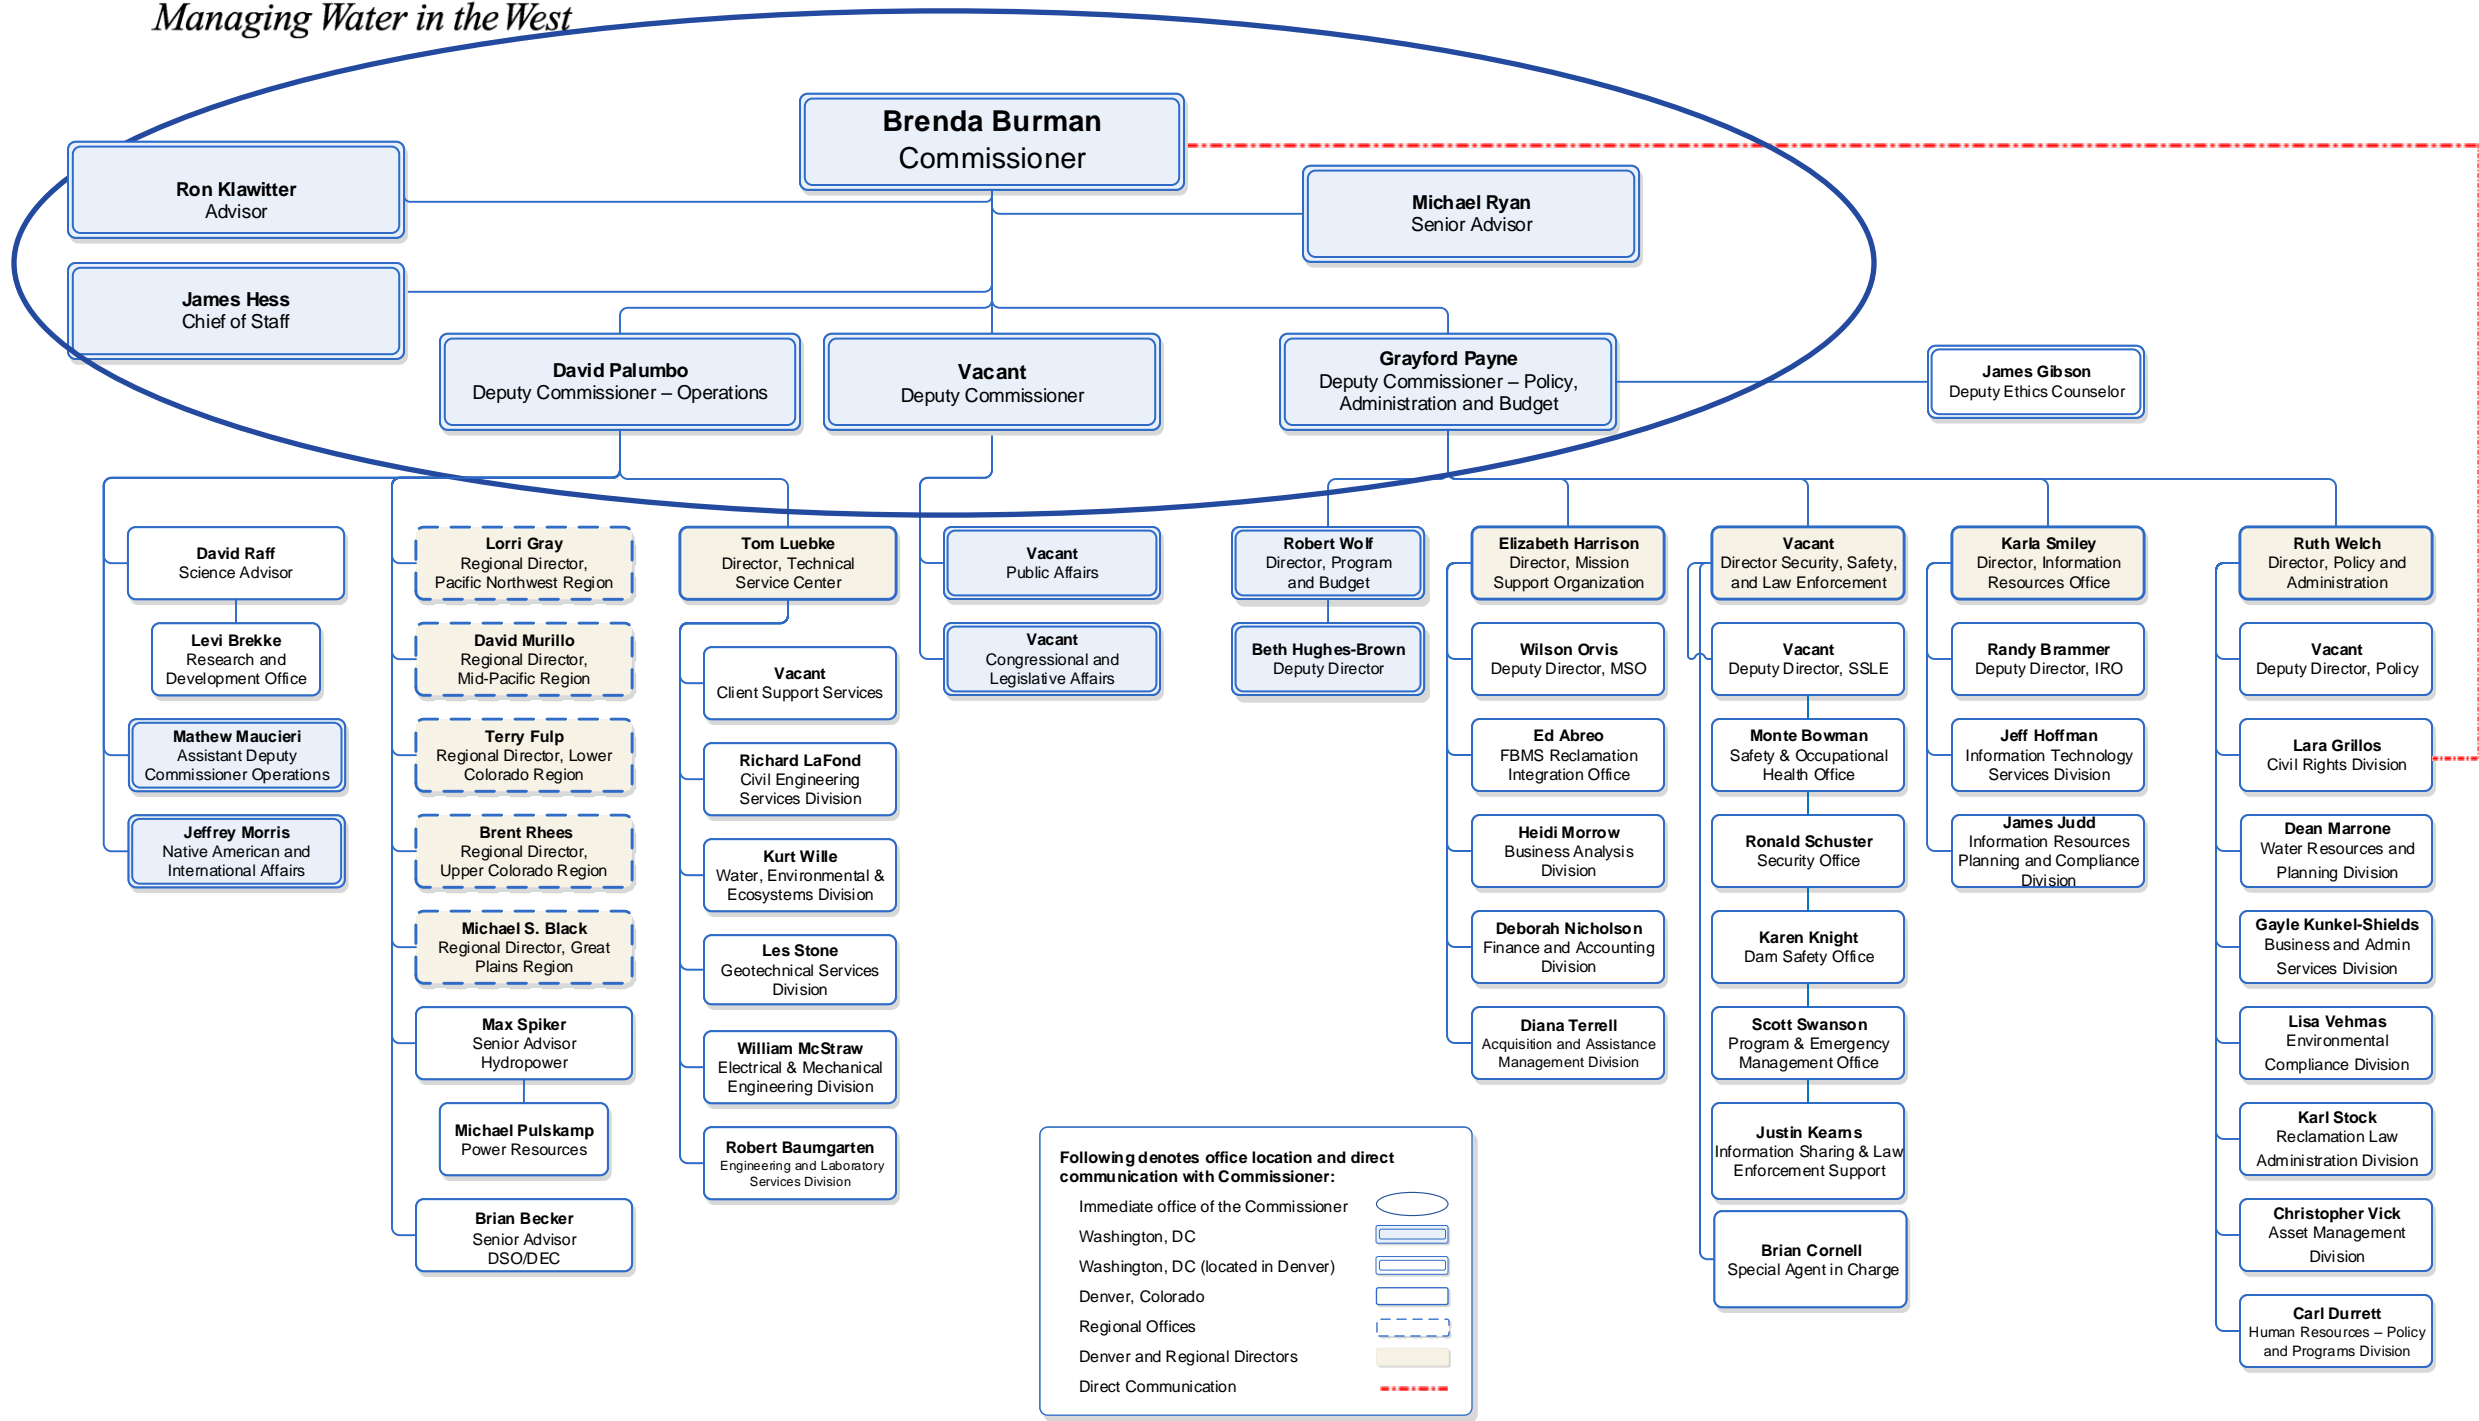 Managing Water in the West
Brenda Burman
Commissioner
Ron Klawitter
Advisor
Michael Ryan
Senior Advisor
James Hess
Chief of Staff
David Palumbo
Deputy Commissioner – Operations
Vacant
Deputy Commissioner
Grayford Payne
Deputy Commissioner – Policy,
Administration and Budget
James Gibson
Deputy Ethics Counselor
David Raff
Science Advisor
Levi Brekke
Research and
Development Office
Mathew Maucieri
Assistant Deputy
Commissioner Operations
Jeffrey Morris
Native American and
International Affairs
Lorri Gray
Regional Director,
Pacific Northwest Region
David Murillo
Regional Director,
Mid-Pacific Region
Terry Fulp
Regional Director, Lower
Colorado Region
Brent Rhees
Regional Director,
Upper Colorado Region
Michael S. Black
Regional Director, Great
Plains Region
Max Spiker
Senior Advisor
Hydropower
Michael Pulskamp
Power Resources
Brian Becker
Senior Advisor
DSO/DEC
Tom Luebke
Director, Technical
Service Center
Vacant
Client Support Services
Richard LaFond
Civil Engineering
Services Division
Kurt Wille
Water, Environmental &
Ecosystems Division
Les Stone
Geotechnical Services
Division
William McStraw
Electrical & Mechanical
Engineering Division
Robert Baumgarten
Engineering and Laboratory
Services Division
Vacant
Public Affairs
Vacant
Congressional and
Legislative Affairs
Robert Wolf
Director, Program
and Budget
Beth Hughes-Brown
Deputy Director
Elizabeth Harrison
Director, Mission
Support Organization
Wilson Orvis
Deputy Director, MSO
Ed Abreo
FBMS Reclamation
Integration Office
Heidi Morrow
Business Analysis
Division
Deborah Nicholson
Finance and Accounting
Division
Diana Terrell
Acquisition and Assistance
Management Division
Vacant
Director Security, Safety,
and Law Enforcement
Vacant
Deputy Director, SSLE
Monte Bowman
Safety & Occupational
Health Office
Ronald Schuster
Security Office
Karen Knight
Dam Safety Office
Scott Swanson
Program & Emergency
Management Office
Justin Kearns
Information Sharing & Law
Enforcement Support
Brian Cornell
Special Agent in Charge
Karla Smiley
Director, Information
Resources Office
Randy Brammer
Deputy Director, IRO
Jeff Hoffman
Information Technology
Services Division
James Judd
Information Resources
Planning and Compliance
Division
Ruth Welch
Director, Policy and
Administration
Vacant
Deputy Director, Policy
Lara Grillos
Civil Rights Division
Dean Marrone
Water Resources and
Planning Division
Gayle Kunkel-Shields
Business and Admin
Services Division
Lisa Vehmas
Environmental
Compliance Division
Karl Stock
Reclamation Law
Administration Division
Christopher Vick
Asset Management
Division
Carl Durrett
Human Resources – Policy
and Programs Division
Following denotes office location and direct
communication with Commissioner:
Immediate office of the Commissioner
Washington, DC
Washington, DC (located in Denver)
Denver, Colorado
Regional Offices
Denver and Regional Directors
Direct Communication